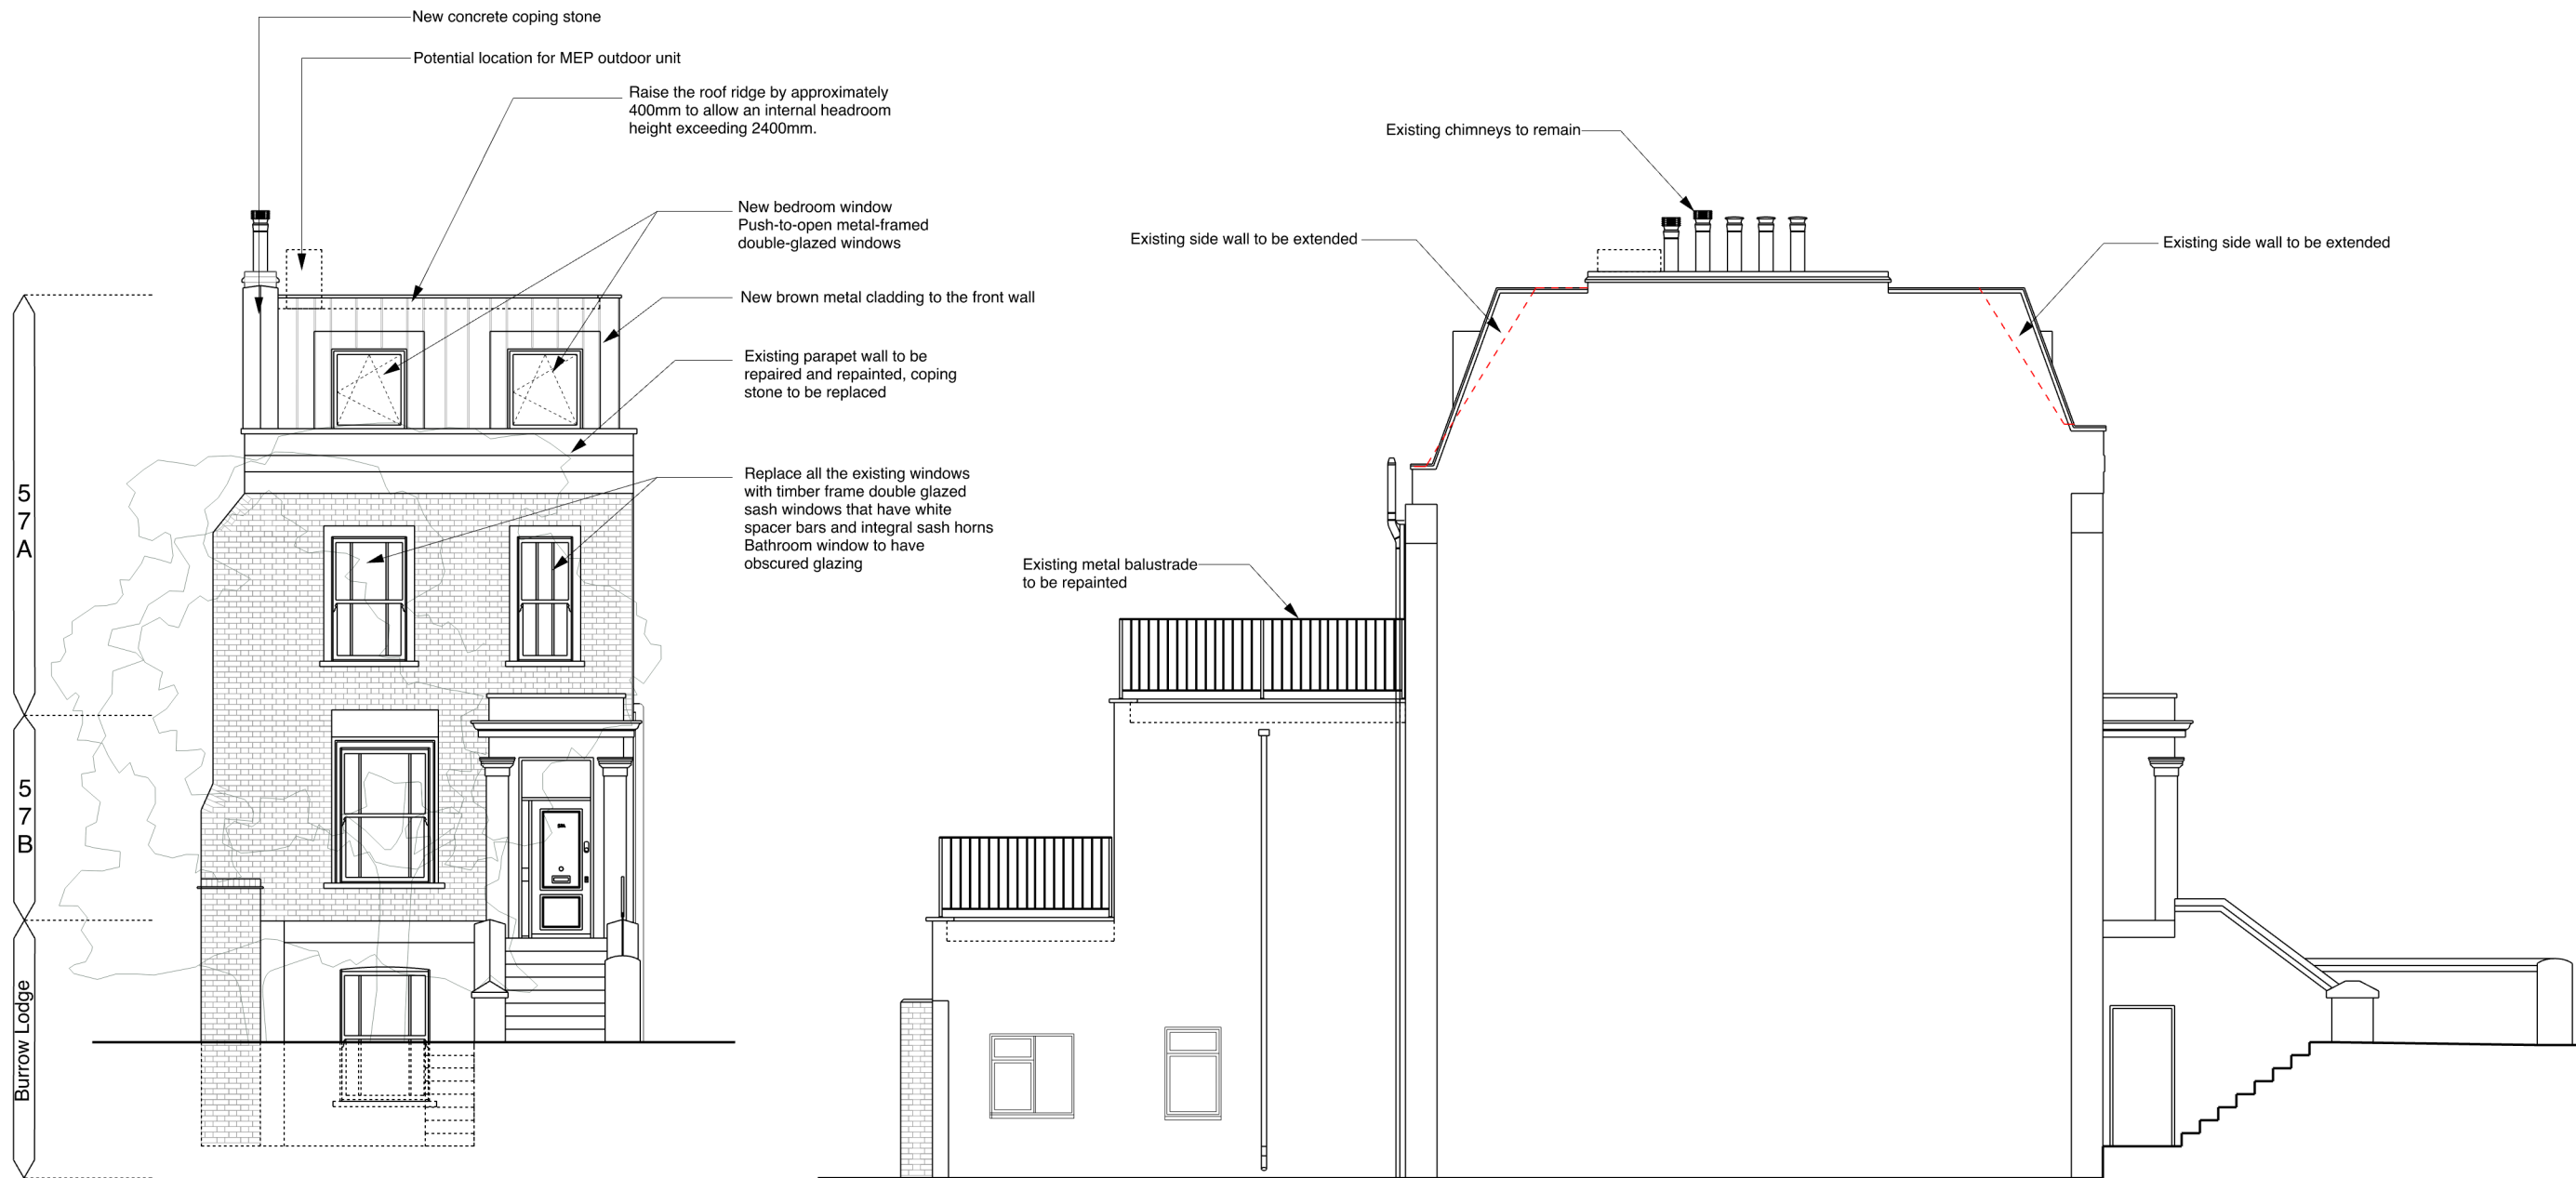 New concrete coping stone
Potential location for MEP outdoor unit
Raise the roof ridge by approximately
400mm to allow an internal headroom
height exceeding 2400mm.
New bedroom window
Push-to-open metal-framed
double-glazed windows
New brown metal cladding to the front wall
Existing parapet wall to be
repaired and repainted, coping
stone to be replaced
Replace all the existing windows
with timber frame double glazed
sash windows that have white
spacer bars and integral sash horns
Bathroom window to have
obscured glazing
57A
57B
Burrow Lodge
Existing chimneys to remain
Existing side wall to be extended
Existing side wall to be extended
Existing metal balustrade
to be repainted